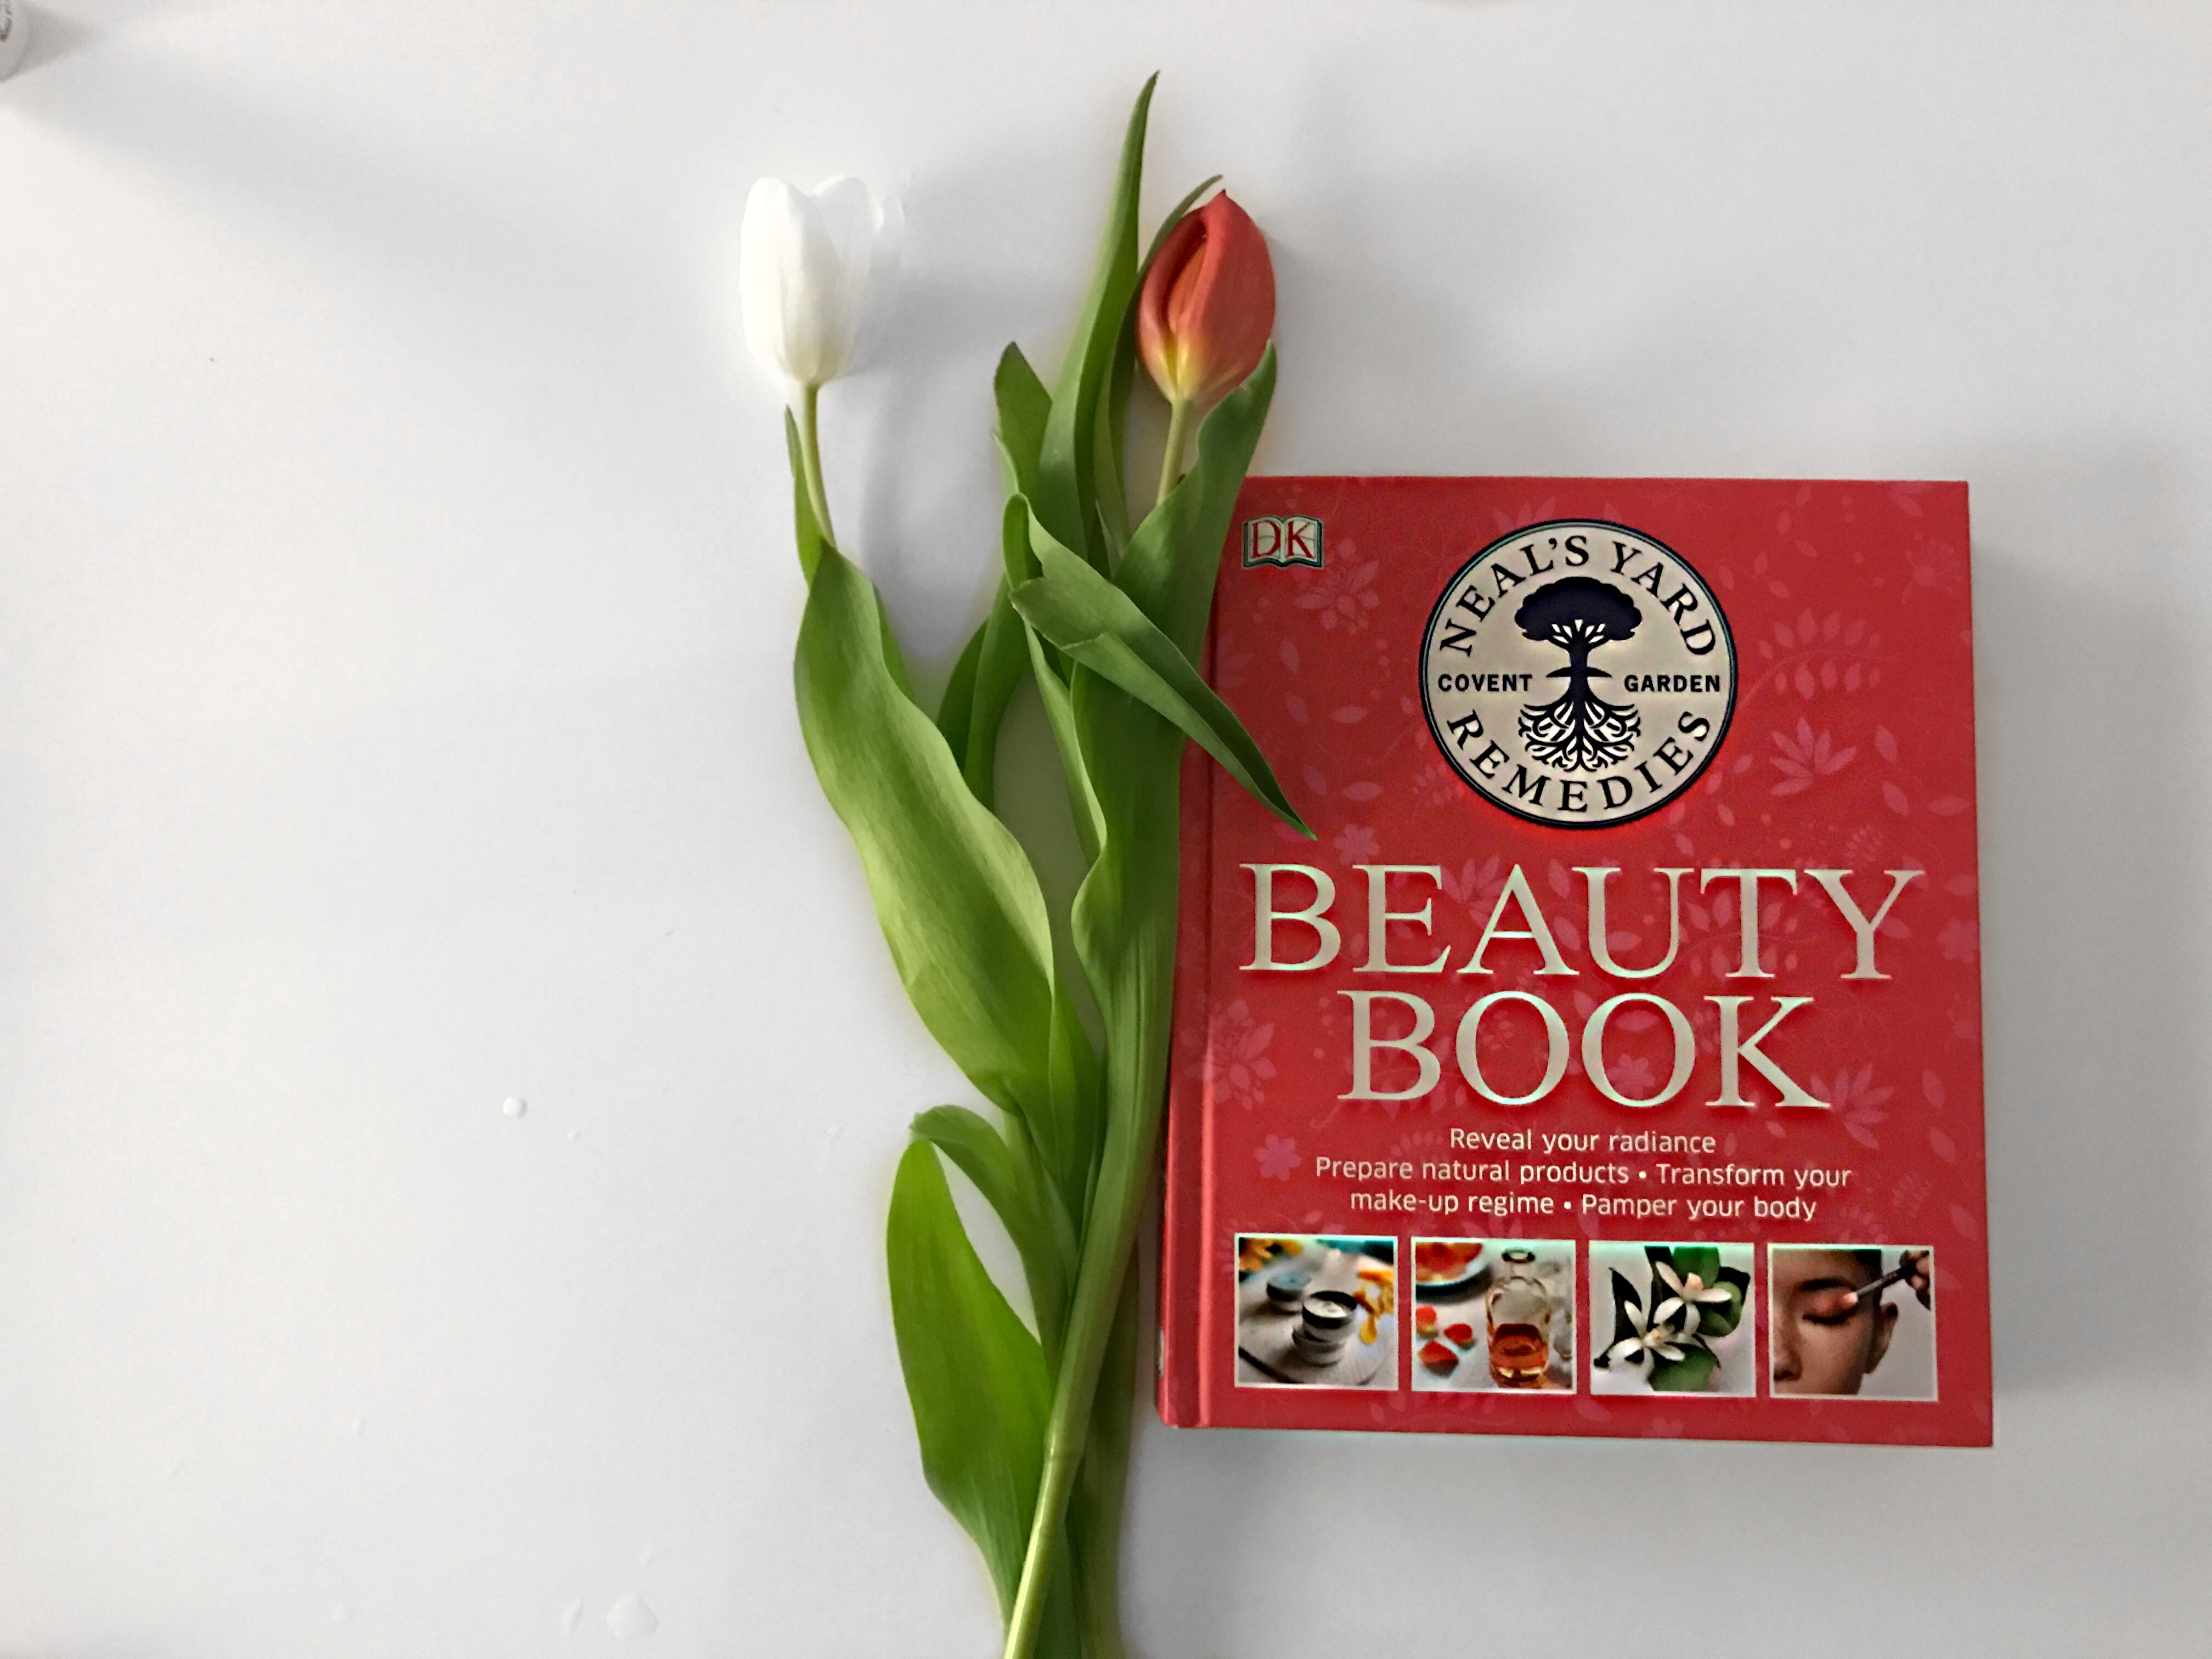 DK
NEAL'S YARD
COVENT GARDEN
REMEDIES
BEAUTY
BOOK
Reveal your radiance
Prepare natural products • Transform your
make-up regime • Pamper your body